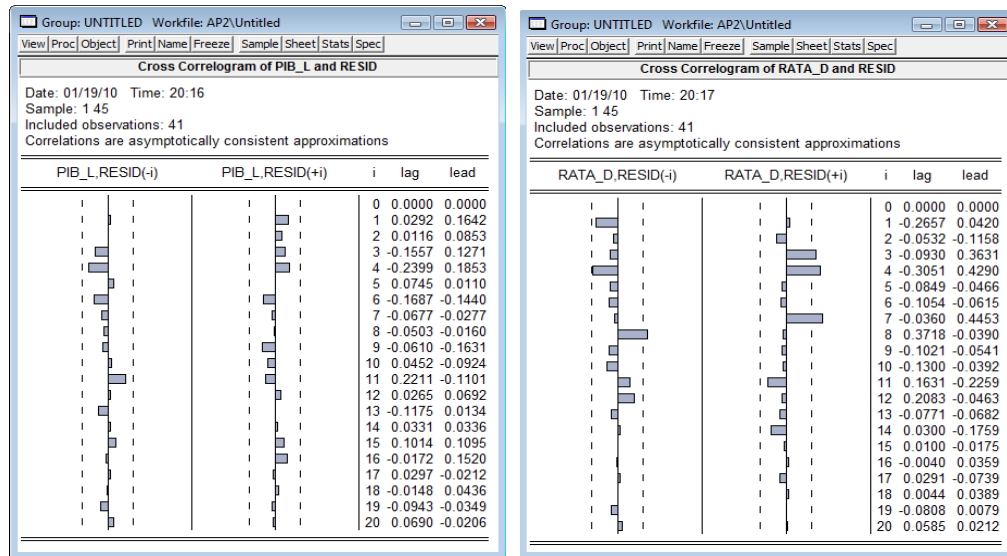 Group: UNTITLED Workfile: AP2\Untitled
View Proc Object Print Name Freeze Sample Sheet Stats Spec
Cross Correlogram of PIB_L and RESID
Date: 01/19/10 Time: 20:16
Sample: 1 45
Included observations: 41
Correlations are asymptotically consistent approximations
PIB_L,RESID(-i) PIB_L,RESID(+i) i lag lead
0 0.0000 0.0000
1 0.0292 0.1642
2 0.0116 0.0853
3 -0.1557 0.1271
4 -0.2399 0.1853
5 0.0745 0.0110
6 -0.1687 -0.1440
7 -0.0677 -0.0277
8 -0.0503 -0.0160
9 -0.0610 -0.1631
10 0.0452 -0.0924
11 0.2211 -0.1101
12 0.0265 0.0692
13 -0.1175 0.0134
14 0.0331 0.0336
15 0.1014 0.1095
16 -0.0172 0.1520
17 0.0297 -0.0212
18 -0.0148 0.0436
19 -0.0943 -0.0349
20 0.0690 -0.0206
Group: UNTITLED Workfile: AP2\Untitled
View Proc Object Print Name Freeze Sample Sheet Stats Spec
Cross Correlogram of RATA_D and RESID
Date: 01/19/10 Time: 20:17
Sample: 1 45
Included observations: 41
Correlations are asymptotically consistent approximations
RATA_D,RESID(-i) RATA_D,RESID(+i) i lag lead
0 0.0000 0.0000
1 -0.2657 0.0420
2 -0.0532 -0.1158
3 -0.0930 0.3631
4 -0.3051 0.4290
5 -0.0849 -0.0466
6 -0.1054 -0.0615
7 -0.0360 0.4453
8 0.3718 -0.0390
9 -0.1021 -0.0541
10 -0.1300 -0.0392
11 0.1631 -0.2259
12 0.2083 -0.0463
13 -0.0771 -0.0682
14 0.0300 -0.1759
15 0.0100 -0.0175
16 -0.0040 0.0359
17 0.0291 -0.0739
18 0.0044 0.0389
19 -0.0808 0.0079
20 0.0585 0.0212